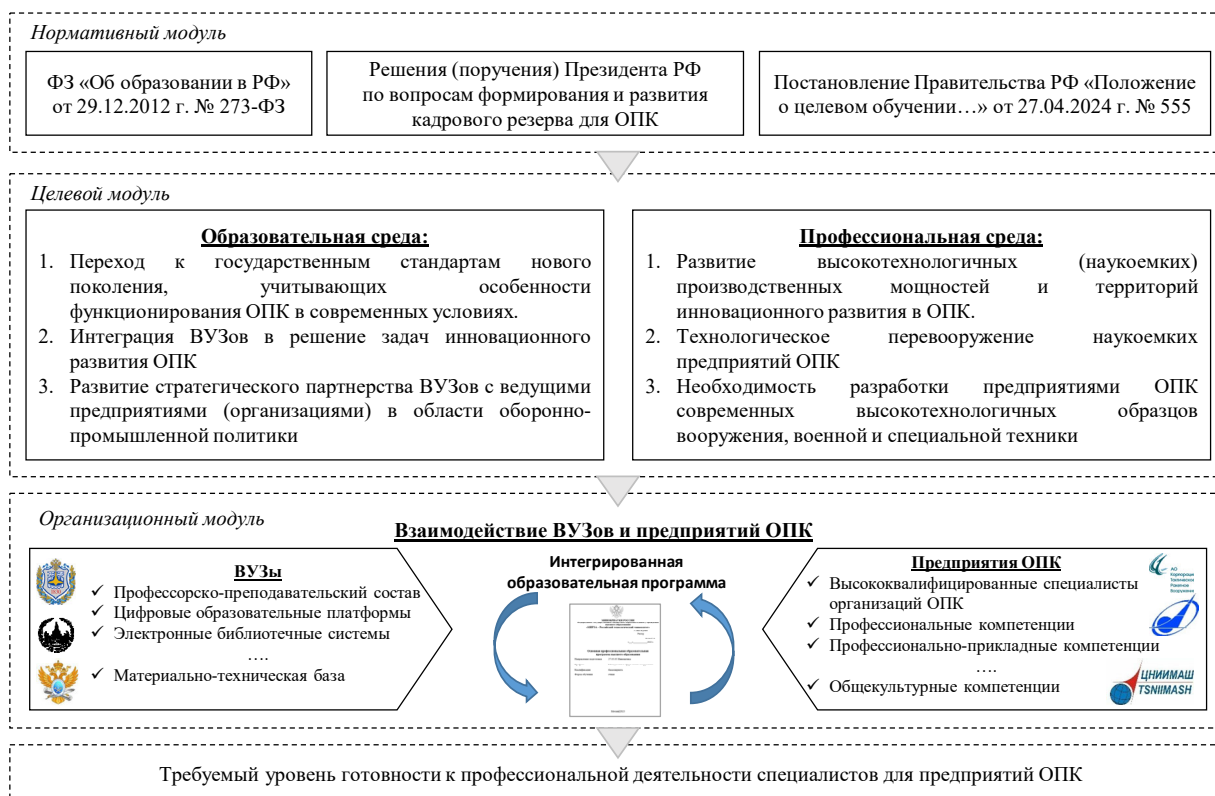 Нормативный модуль
ФЗ «Об образовании в РФ»
от 29.12.2012 г. № 273-ФЗ
Решения (поручения) Президента РФ
по вопросам формирования и развития
кадрового резерва для ОПК
Постановление Правительства РФ «Положение
о целевом обучении…» от 27.04.2024 г. № 555
Целевой модуль
Образовательная среда:
1. Переход к государственным стандартам нового
поколения, учитывающих особенности
функционирования ОПК в современных условиях.
2. Интеграция ВУЗов в решение задач инновационного
развития ОПК
3. Развитие стратегического партнерства ВУЗов с ведущими
предприятиями (организациями) в области оборонно-
промышленной политики
Профессиональная среда:
1. Развитие высокотехнологичных (наукоемких)
производственных мощностей и территорий
инновационного развития в ОПК.
2. Технологическое перевооружение наукоемких
предприятий ОПК
3. Необходимость разработки предприятиями ОПК
современных высокотехнологичных образцов
вооружения, военной и специальной техники
Организационный модуль
Взаимодействие ВУЗов и предприятий ОПК
ВУЗы
✓ Профессорско-преподавательский состав
✓ Цифровые образовательные платформы
✓ Электронные библиотечные системы
….
✓ Материально-техническая база
Интегрированная
образовательная программа
Предприятия ОПК
✓ Высококвалифицированные специалисты
организаций ОПК
✓ Профессиональные компетенции
✓ Профессионально-прикладные компетенции
….
✓ Общекультурные компетенции
АО
Корпорация
Тактическое
Ракетное
Вооружение
ЦНИИМАШ
TSNIIMASH
Требуемый уровень готовности к профессиональной деятельности специалистов для предприятий ОПК